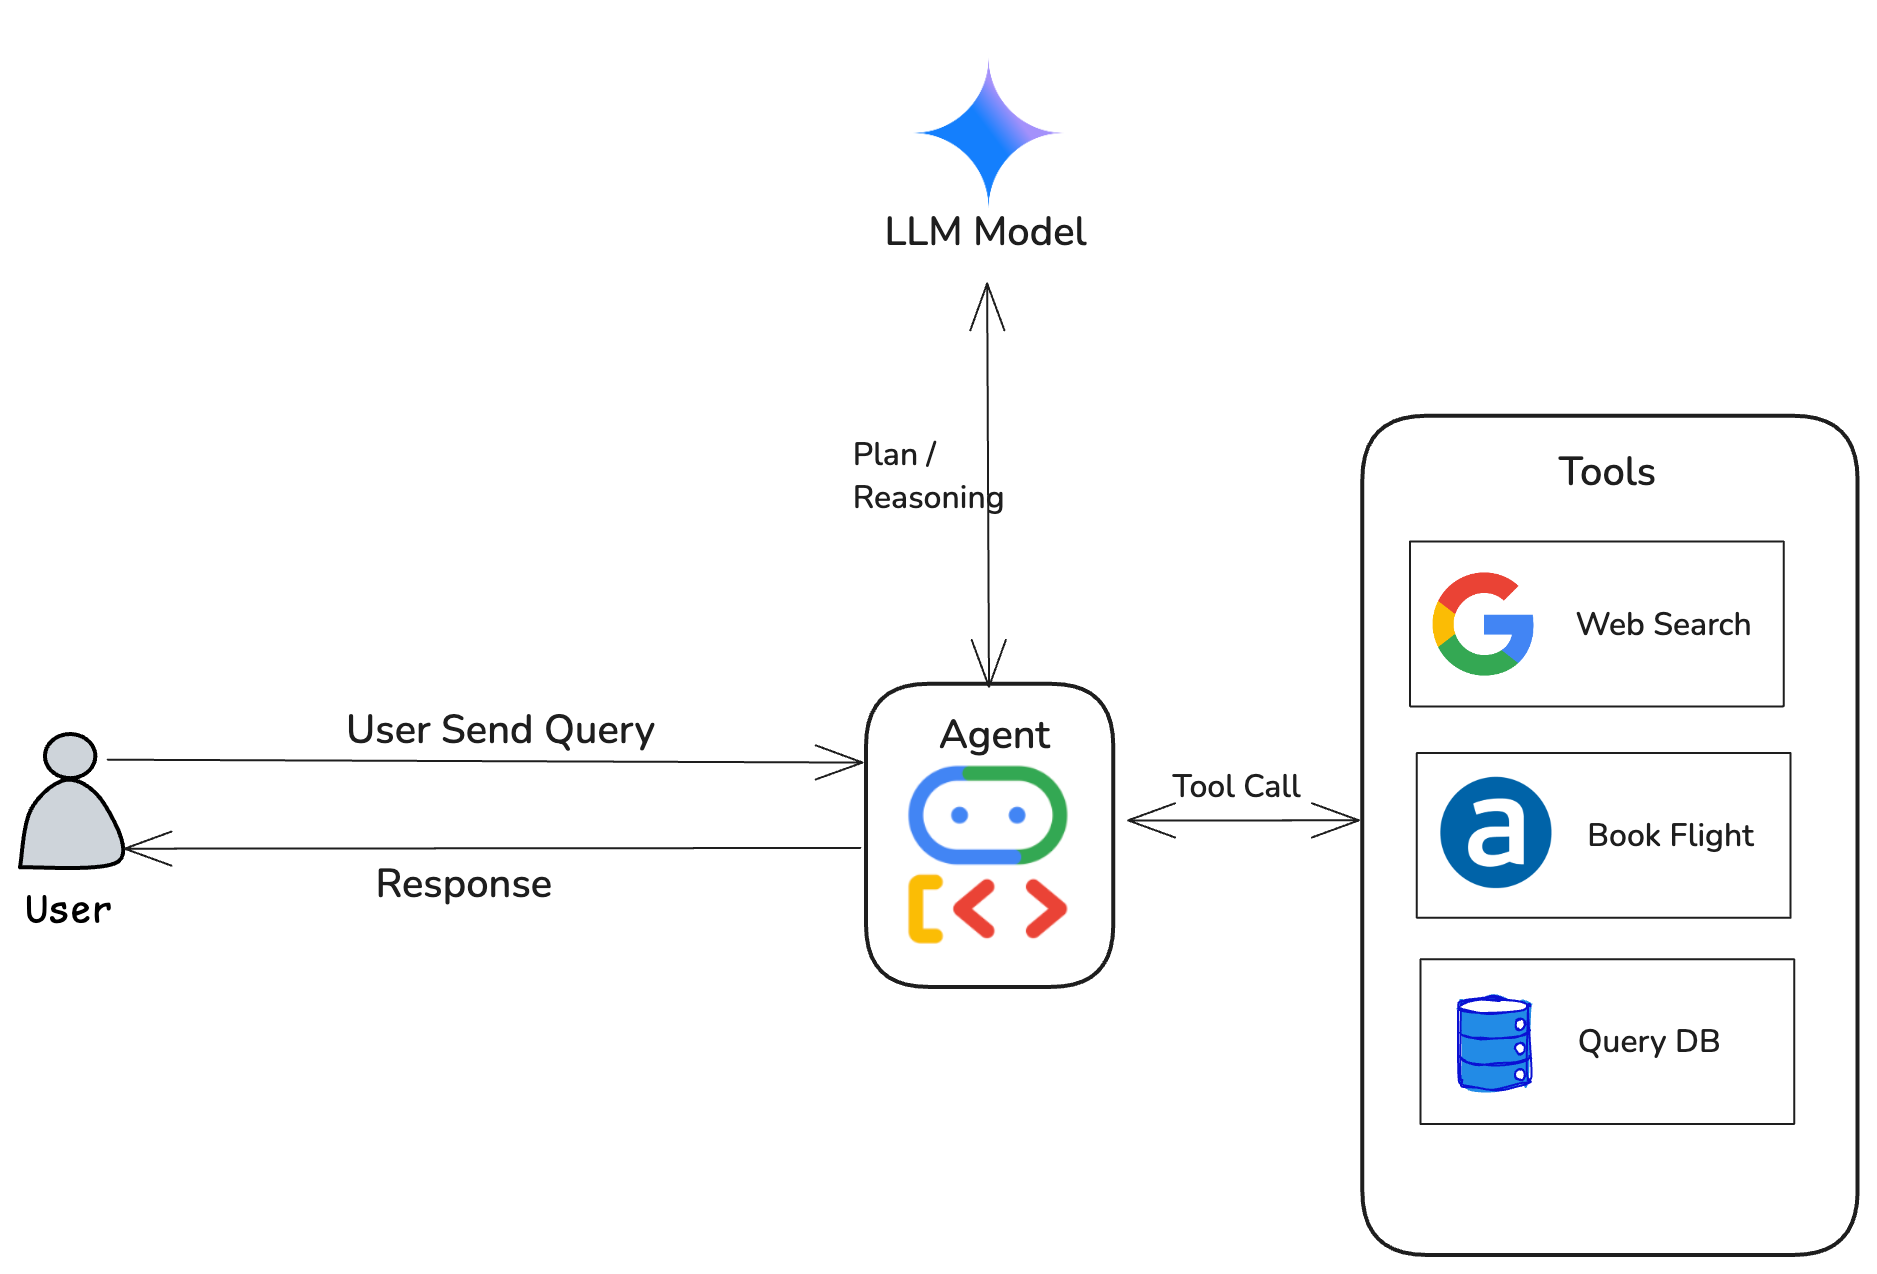 LLM Model
Plan /
Reasoning
Tools
Web Search
User Send Query
Agent
Tool Call
Book Flight
Response
User
Query DB